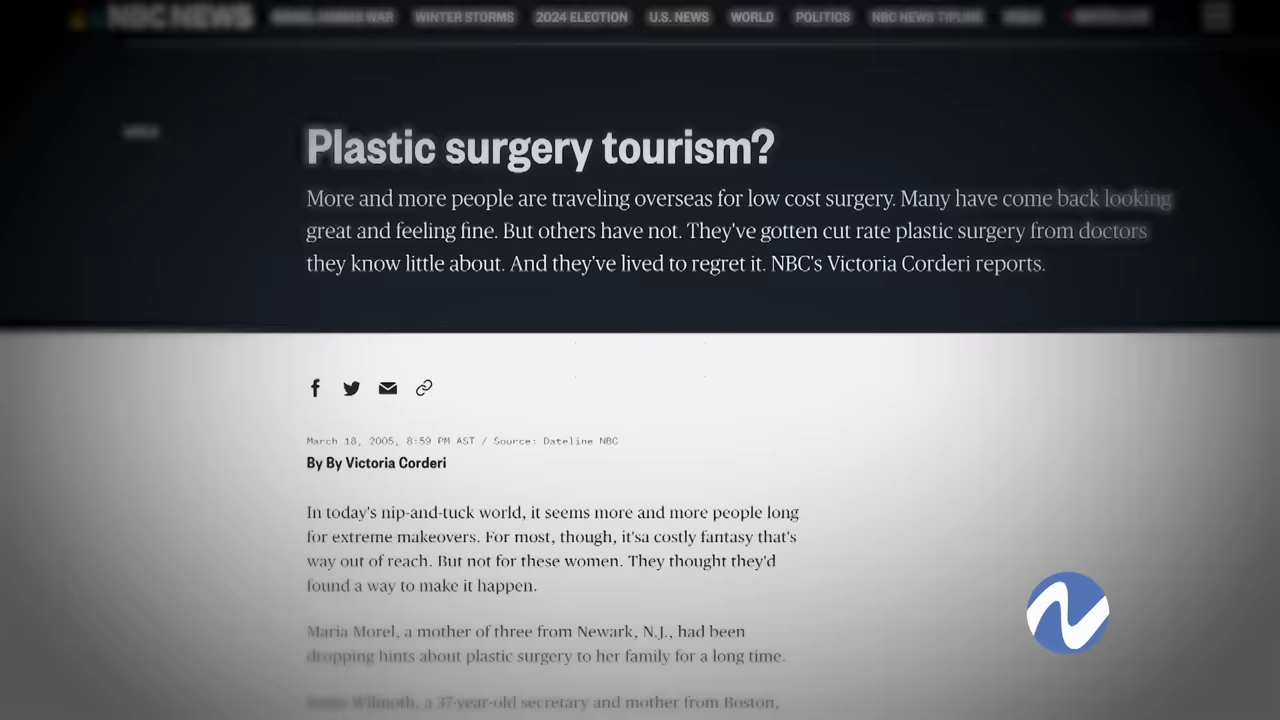 NBC NEWS
WINTER STORMS 2024 ELECTION U.S. NEWS WORLD POLITICS NBC NEWS TIPLINE
Plastic surgery tourism?
More and more people are traveling overseas for low cost surgery. Many have come back looking
great and feeling fine. But others have not. They've gotten cut rate plastic surgery from doctors
they know little about. And they've lived to regret it. NBC's Victoria Corderi reports.
March 18, 2005, 8:59 PM AST / Source: Dateline NBC
By By Victoria Corderi
In today's nip-and-tuck world, it seems more and more people long
for extreme makeovers. For most, though, it'sa costly fantasy that's
way out of reach. But not for these women. They thought they'd
found a way to make it happen.
Maria Morel, a mother of three from Newark, N.J., had been
dropping hints about plastic surgery to her family for a long time.
Wilmoth, a 37-year-old secretary and mother from Boston,